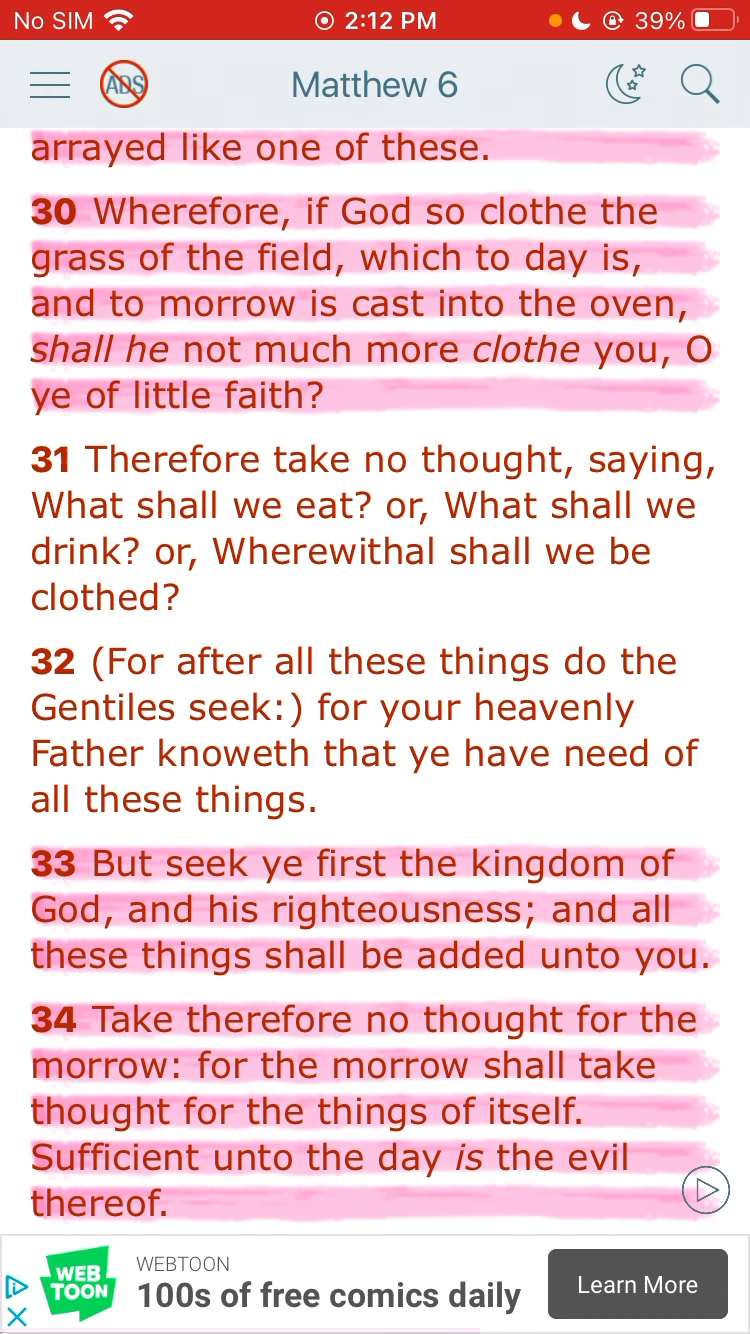 No SIM 2:12 PM 39%
ADS Matthew 6
arrayed like one of these.
30 Wherefore, if God so clothe the
grass of the field, which to day is,
and to morrow is cast into the oven,
shall he not much more clothe you, O
ye of little faith?
31 Therefore take no thought, saying,
What shall we eat? or, What shall we
drink? or, Wherewithal shall we be
clothed?
32 (For after all these things do the
Gentiles seek:) for your heavenly
Father knoweth that ye have need of
all these things.
33 But seek ye first the kingdom of
God, and his righteousness; and all
these things shall be added unto you.
34 Take therefore no thought for the
morrow: for the morrow shall take
thought for the things of itself.
Sufficient unto the day is the evil
thereof.
WEB
TOON
WEBTOON
100s of free comics daily
Learn More